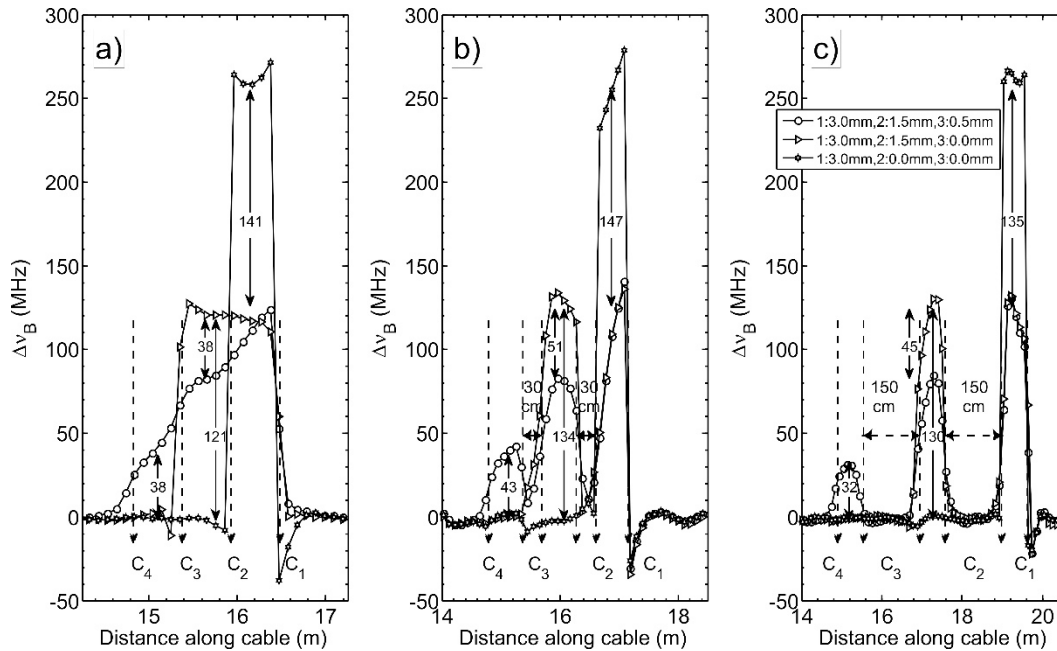 a)
300
250
200
150
100
50
0
-50
Δν_B (MHz)
141
38
121
38
C₄ C₃ C₂ C₁
15 16 17
Distance along cable (m)
b)
300
250
200
150
100
50
0
-50
Δν_B (MHz)
147
51
30 cm
30 cm
134
43
C₄ C₃ C₂ C₁
14 16 18
Distance along cable (m)
c)
300
250
200
150
100
50
0
-50
Δν_B (MHz)
1:3.0mm,2:1.5mm,3:0.5mm
1:3.0mm,2:1.5mm,3:0.0mm
1:3.0mm,2:0.0mm,3:0.0mm
135
45
150 cm
150 cm
130
32
C₄ C₃ C₂ C₁
14 16 18 20
Distance along cable (m)